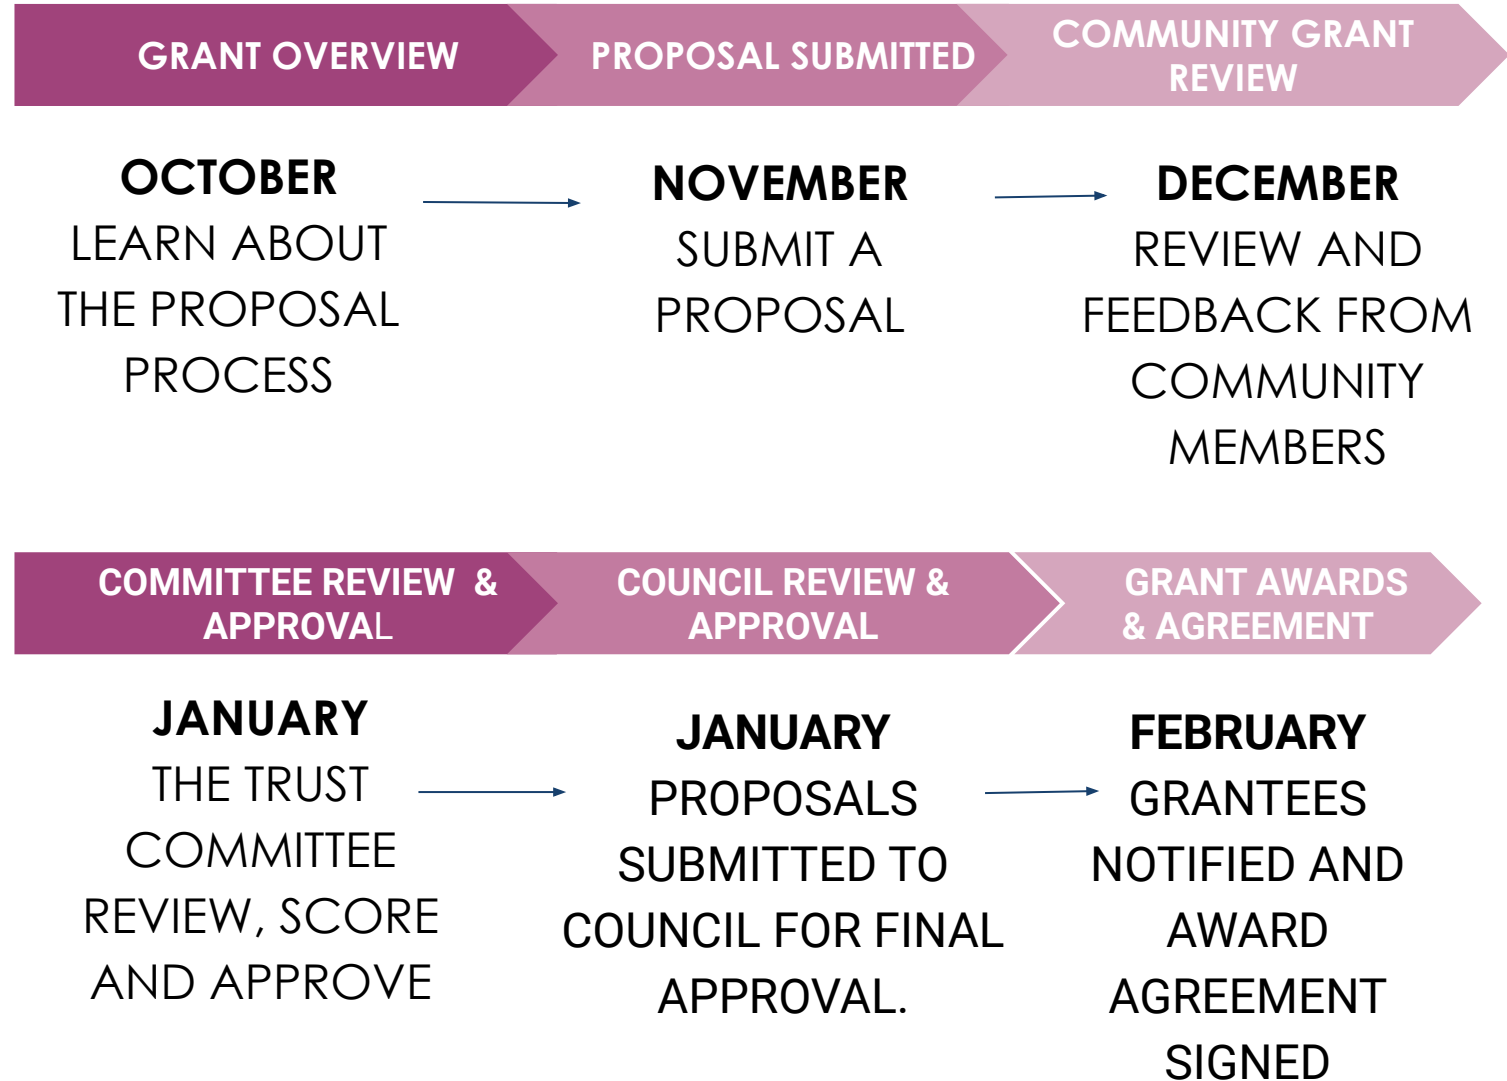 GRANT OVERVIEW
PROPOSAL SUBMITTED
COMMUNITY GRANT
REVIEW
OCTOBER
LEARN ABOUT
THE PROPOSAL
PROCESS
NOVEMBER
SUBMIT A
PROPOSAL
DECEMBER
REVIEW AND
FEEDBACK FROM
COMMUNITY
MEMBERS
COMMITTEE REVIEW &
APPROVAL
COUNCIL REVIEW &
APPROVAL
GRANT AWARDS
& AGREEMENT
JANUARY
THE TRUST
COMMITTEE
REVIEW, SCORE
AND APPROVE
JANUARY
PROPOSALS
SUBMITTED TO
COUNCIL FOR FINAL
APPROVAL.
FEBRUARY
GRANTEES
NOTIFIED AND
AWARD
AGREEMENT
SIGNED